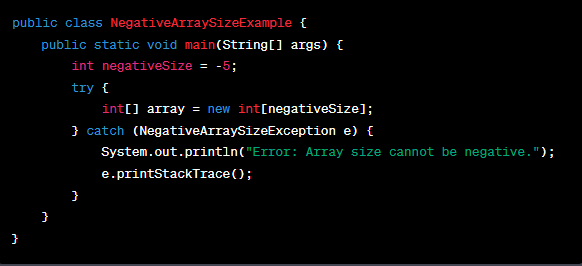 public class NegativeArraySizeExample {
    public static void main(String[] args) {
        int negativeSize = -5;
        try {
            int[] array = new int[negativeSize];
        } catch (NegativeArraySizeException e) {
            System.out.println("Error: Array size cannot be negative.");
            e.printStackTrace();
        }
    }
}